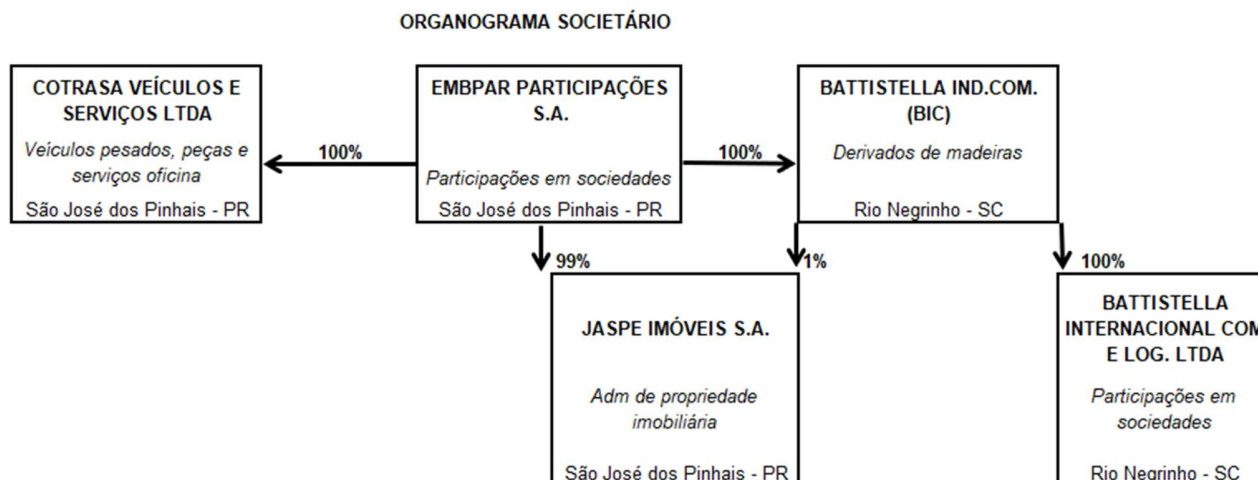 ORGANOGRAMA SOCIETÁRIO
COTRASA VEÍCULOS E
SERVIÇOS LTDA
Veículos pesados, peças e
serviços oficina
São José dos Pinhais - PR
100%
EMBPAR PARTICIPAÇÕES
S.A.
Participações em sociedades
São José dos Pinhais - PR
100%
BATTISTELLA IND.COM.
(BIC)
Derivados de madeiras
Rio Negrinho - SC
99%
1%
100%
JASPE IMÓVEIS S.A.
Adm de propriedade
imobiliária
São José dos Pinhais - PR
BATTISTELLA
INTERNACIONAL COM
E LOG. LTDA
Participações em
sociedades
Rio Negrinho - SC